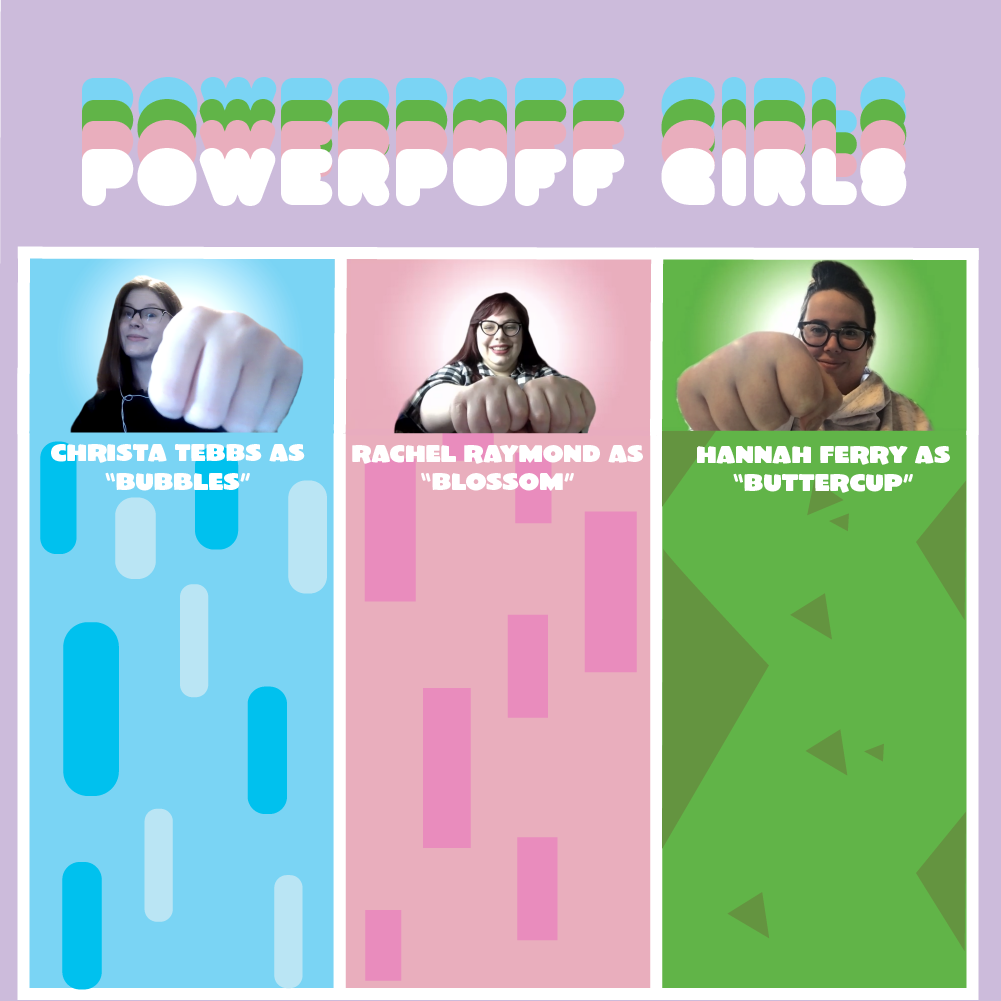 POWERPUFF GIRLS
CHRISTA TEBBS AS
"BUBBLES"
RACHEL RAYMOND AS
"BLOSSOM"
HANNAH FERRY AS
"BUTTERCUP"